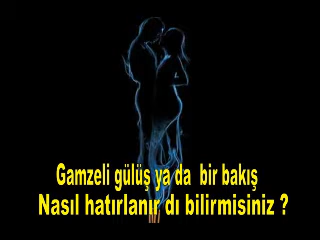 Gamzeli gülüş ya da bir bakış
Nasıl hatırlanır dı bilirmisiniz ?